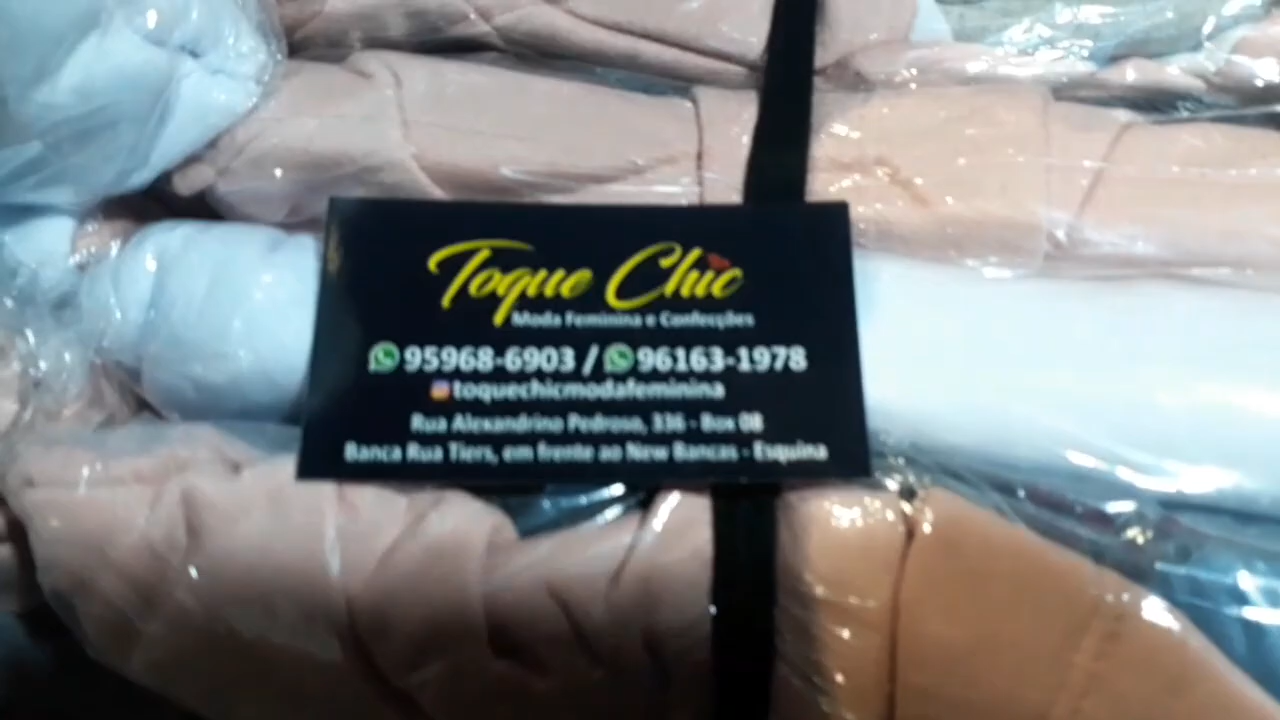 Toque Chic
Moda Feminina e Confecções
95968-6903 / 96163-1978
toquechicmodafeminina
Rua Alexandrino Pedroso, 336 - Box 08
Banca Rua Tiers, em frente ao New Bancas - Esquina